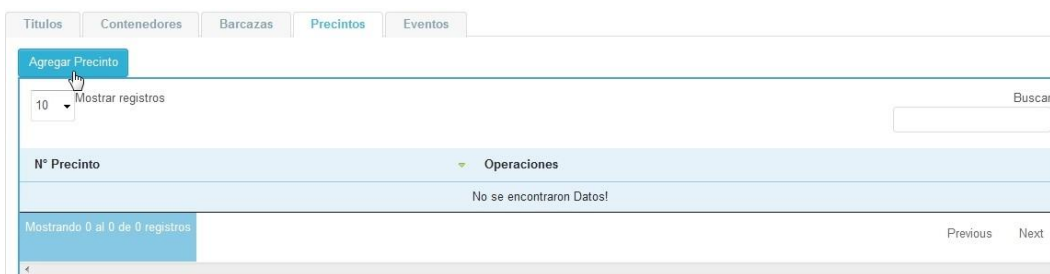 Titulos Contenedores Barcazas Precintos Eventos
Agregar Precinto
10 Mostrar registros Buscar
N° Precinto Operaciones
No se encontraron Datos!
Mostrando 0 al 0 de 0 registros Previous Next